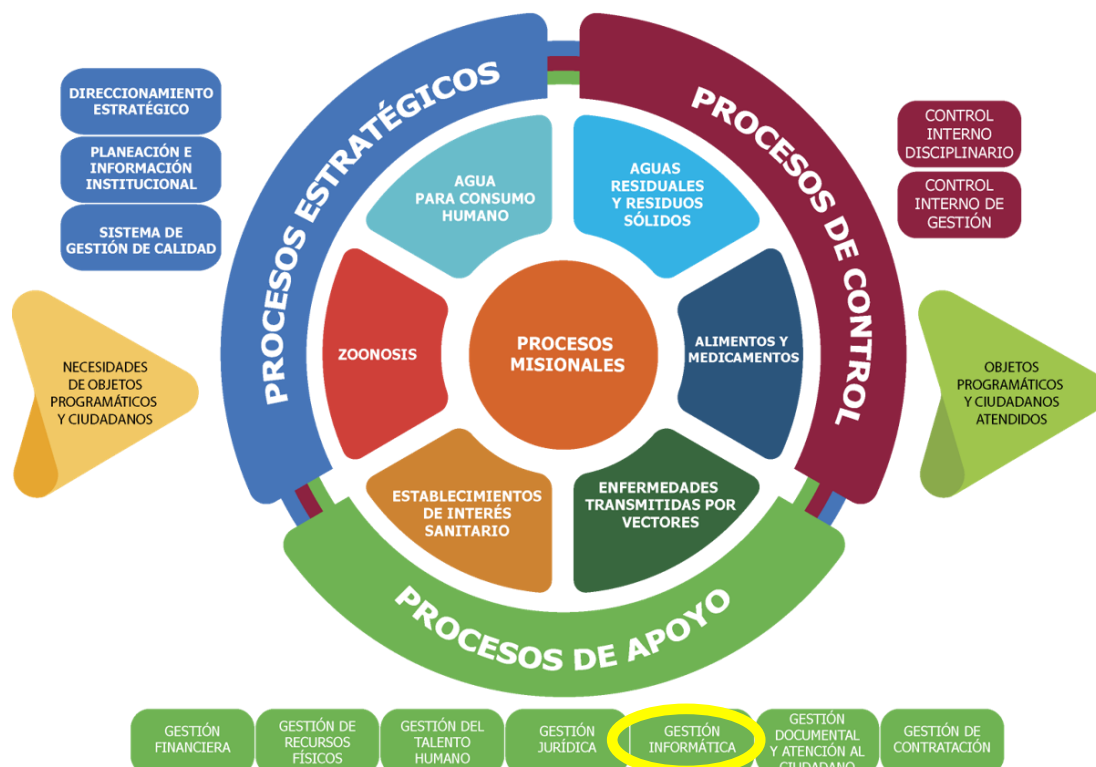 DIRECCIONAMIENTO
ESTRATÉGICO
PLANEACIÓN E
INFORMACIÓN
INSTITUCIONAL
SISTEMA DE
GESTIÓN DE CALIDAD
PROCESOS ESTRATÉGICOS
PROCESOS DE CONTROL
CONTROL
INTERNO
DISCIPLINARIO
CONTROL
INTERNO DE
GESTIÓN
AGUA
PARA CONSUMO
HUMANO
AGUAS
RESIDUALES
Y RESIDUOS
SÓLIDOS
NECESIDADES
DE OBJETOS
PROGRAMÁTICOS
Y CIUDADANOS
ZOONOSIS
PROCESOS
MISIONALES
ALIMENTOS Y
MEDICAMENTOS
OBJETOS
PROGRAMÁTICOS
Y CIUDADANOS
ATENDIDOS
ESTABLECIMIENTOS
DE INTERÉS
SANITARIO
ENFERMEDADES
TRANSMITIDAS POR
VECTORES
PROCESOS DE APOYO
GESTIÓN
FINANCIERA
GESTIÓN DE
RECURSOS
FÍSICOS
GESTIÓN DEL
TALENTO
HUMANO
GESTIÓN
JURÍDICA
GESTIÓN
INFORMÁTICA
GESTIÓN
DOCUMENTAL
Y ATENCIÓN AL
CIUDADANO
GESTIÓN DE
CONTRATACIÓN